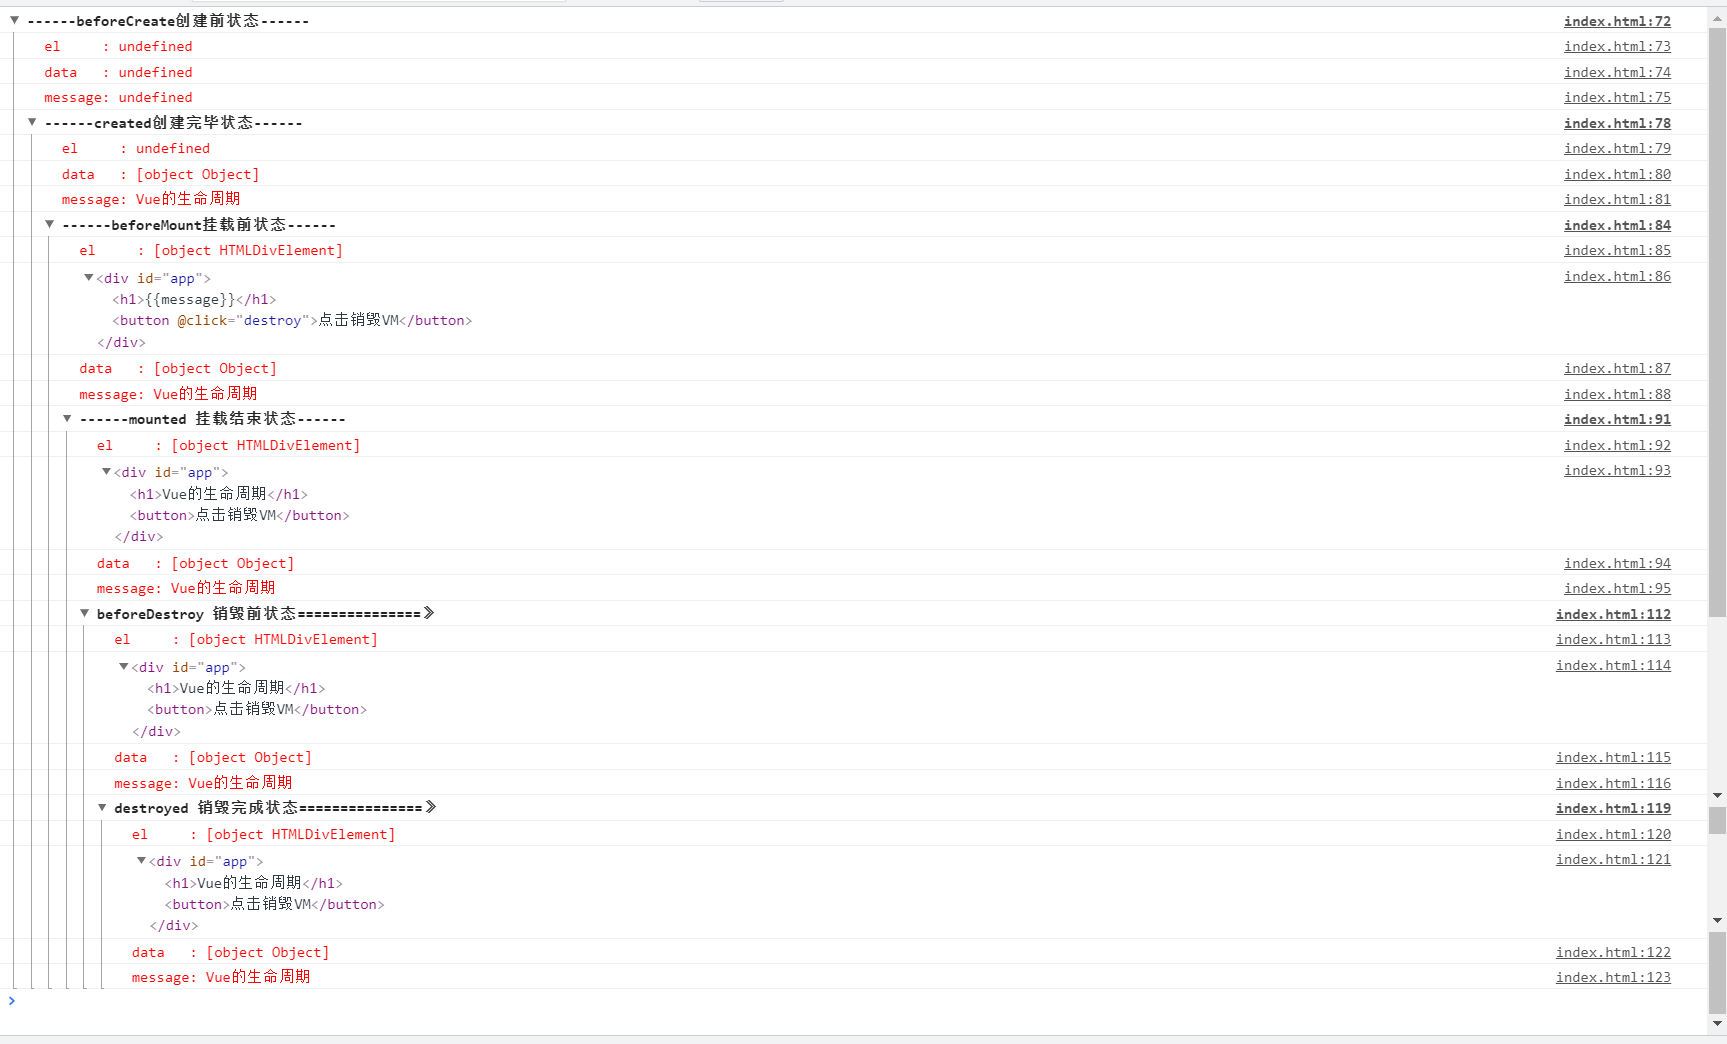 ------beforeCreate创建前状态------ index.html:72
el     : undefined index.html:73
data   : undefined index.html:74
message: undefined index.html:75
------created创建完毕状态------ index.html:78
el     : undefined index.html:79
data   : [object Object] index.html:80
message: Vue的生命周期 index.html:81
------beforeMount挂载前状态------ index.html:84
el     : [object HTMLDivElement] index.html:85
<div id="app"> index.html:86
<h1>{{message}}</h1>
<button @click="destroy">点击销毁VM</button>
</div>
data   : [object Object] index.html:87
message: Vue的生命周期 index.html:88
------mounted 挂载结束状态------ index.html:91
el     : [object HTMLDivElement] index.html:92
<div id="app"> index.html:93
<h1>Vue的生命周期</h1>
<button>点击销毁VM</button>
</div>
data   : [object Object] index.html:94
message: Vue的生命周期 index.html:95
beforeDestroy 销毁前状态===============》 index.html:112
el     : [object HTMLDivElement] index.html:113
<div id="app"> index.html:114
<h1>Vue的生命周期</h1>
<button>点击销毁VM</button>
</div>
data   : [object Object] index.html:115
message: Vue的生命周期 index.html:116
destroyed 销毁完成状态===============》 index.html:119
el     : [object HTMLDivElement] index.html:120
<div id="app"> index.html:121
<h1>Vue的生命周期</h1>
<button>点击销毁VM</button>
</div>
data   : [object Object] index.html:122
message: Vue的生命周期 index.html:123